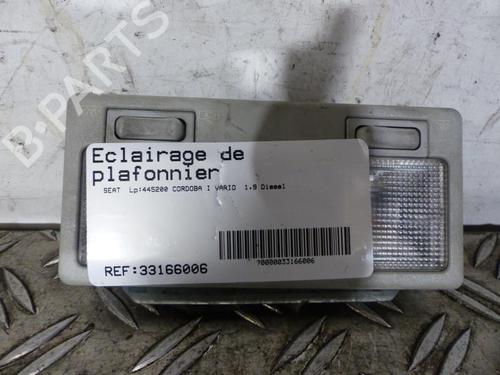 B-PARTS
Eclairage de
plafonnier
SEAT Lp:445200 CORDOBA I VARIO 1.9 Diesel
70000033166006
REF:33166006